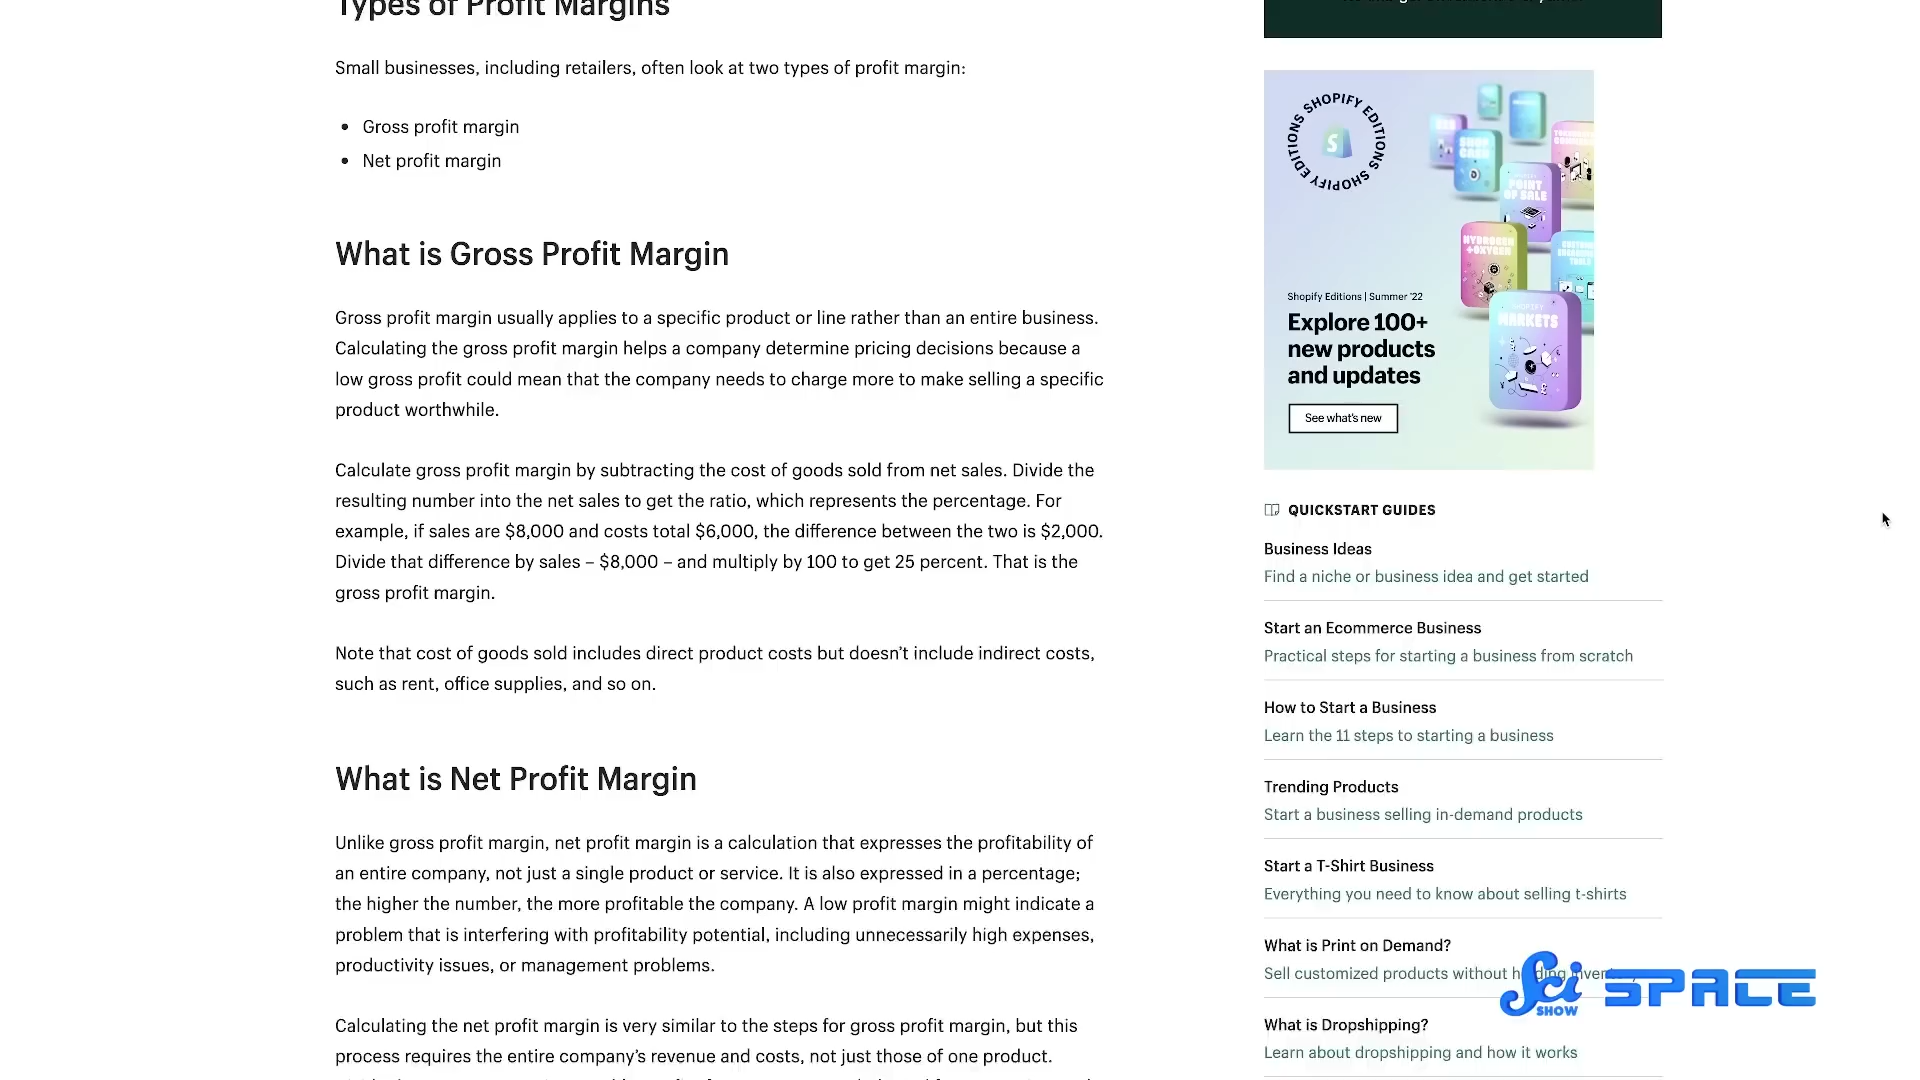 Types of Profit Margins
Small businesses, including retailers, often look at two types of profit margin:
• Gross profit margin
• Net profit margin
What is Gross Profit Margin
Gross profit margin usually applies to a specific product or line rather than an entire business.
Calculating the gross profit margin helps a company determine pricing decisions because a
low gross profit could mean that the company needs to charge more to make selling a specific
product worthwhile.
Calculate gross profit margin by subtracting the cost of goods sold from net sales. Divide the
resulting number into the net sales to get the ratio, which represents the percentage. For
example, if sales are $8,000 and costs total $6,000, the difference between the two is $2,000.
Divide that difference by sales – $8,000 – and multiply by 100 to get 25 percent. That is the
gross profit margin.
Note that cost of goods sold includes direct product costs but doesn’t include indirect costs,
such as rent, office supplies, and so on.
What is Net Profit Margin
Unlike gross profit margin, net profit margin is a calculation that expresses the profitability of
an entire company, not just a single product or service. It is also expressed in a percentage;
the higher the number, the more profitable the company. A low profit margin might indicate a
problem that is interfering with profitability potential, including unnecessarily high expenses,
productivity issues, or management problems.
Calculating the net profit margin is very similar to the steps for gross profit margin, but this
process requires the entire company’s revenue and costs, not just those of one product.
SHOPIFY EDITIONS SHOPIFY EDITIONS
SHOP
CASH
POINT
OF SALE
HYDROGEN
+OXYGEN
MARKETS
Shopify Editions | Summer ’22
Explore 100+
new products
and updates
See what’s new
QUICKSTART GUIDES
Business Ideas
Find a niche or business idea and get started
Start an Ecommerce Business
Practical steps for starting a business from scratch
How to Start a Business
Learn the 11 steps to starting a business
Trending Products
Start a business selling in-demand products
Start a T-Shirt Business
Everything you need to know about selling t-shirts
What is Print on Demand?
Sell customized products without
What is Dropshipping?
Learn about dropshipping and how it works
Sci SHOW SPACE